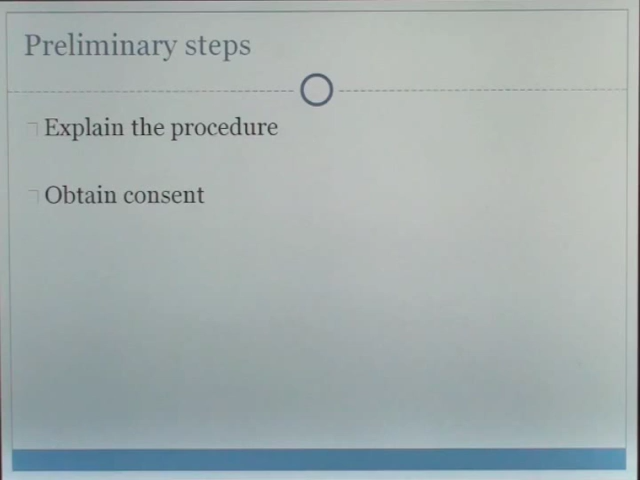 Preliminary steps
Explain the procedure
Obtain consent